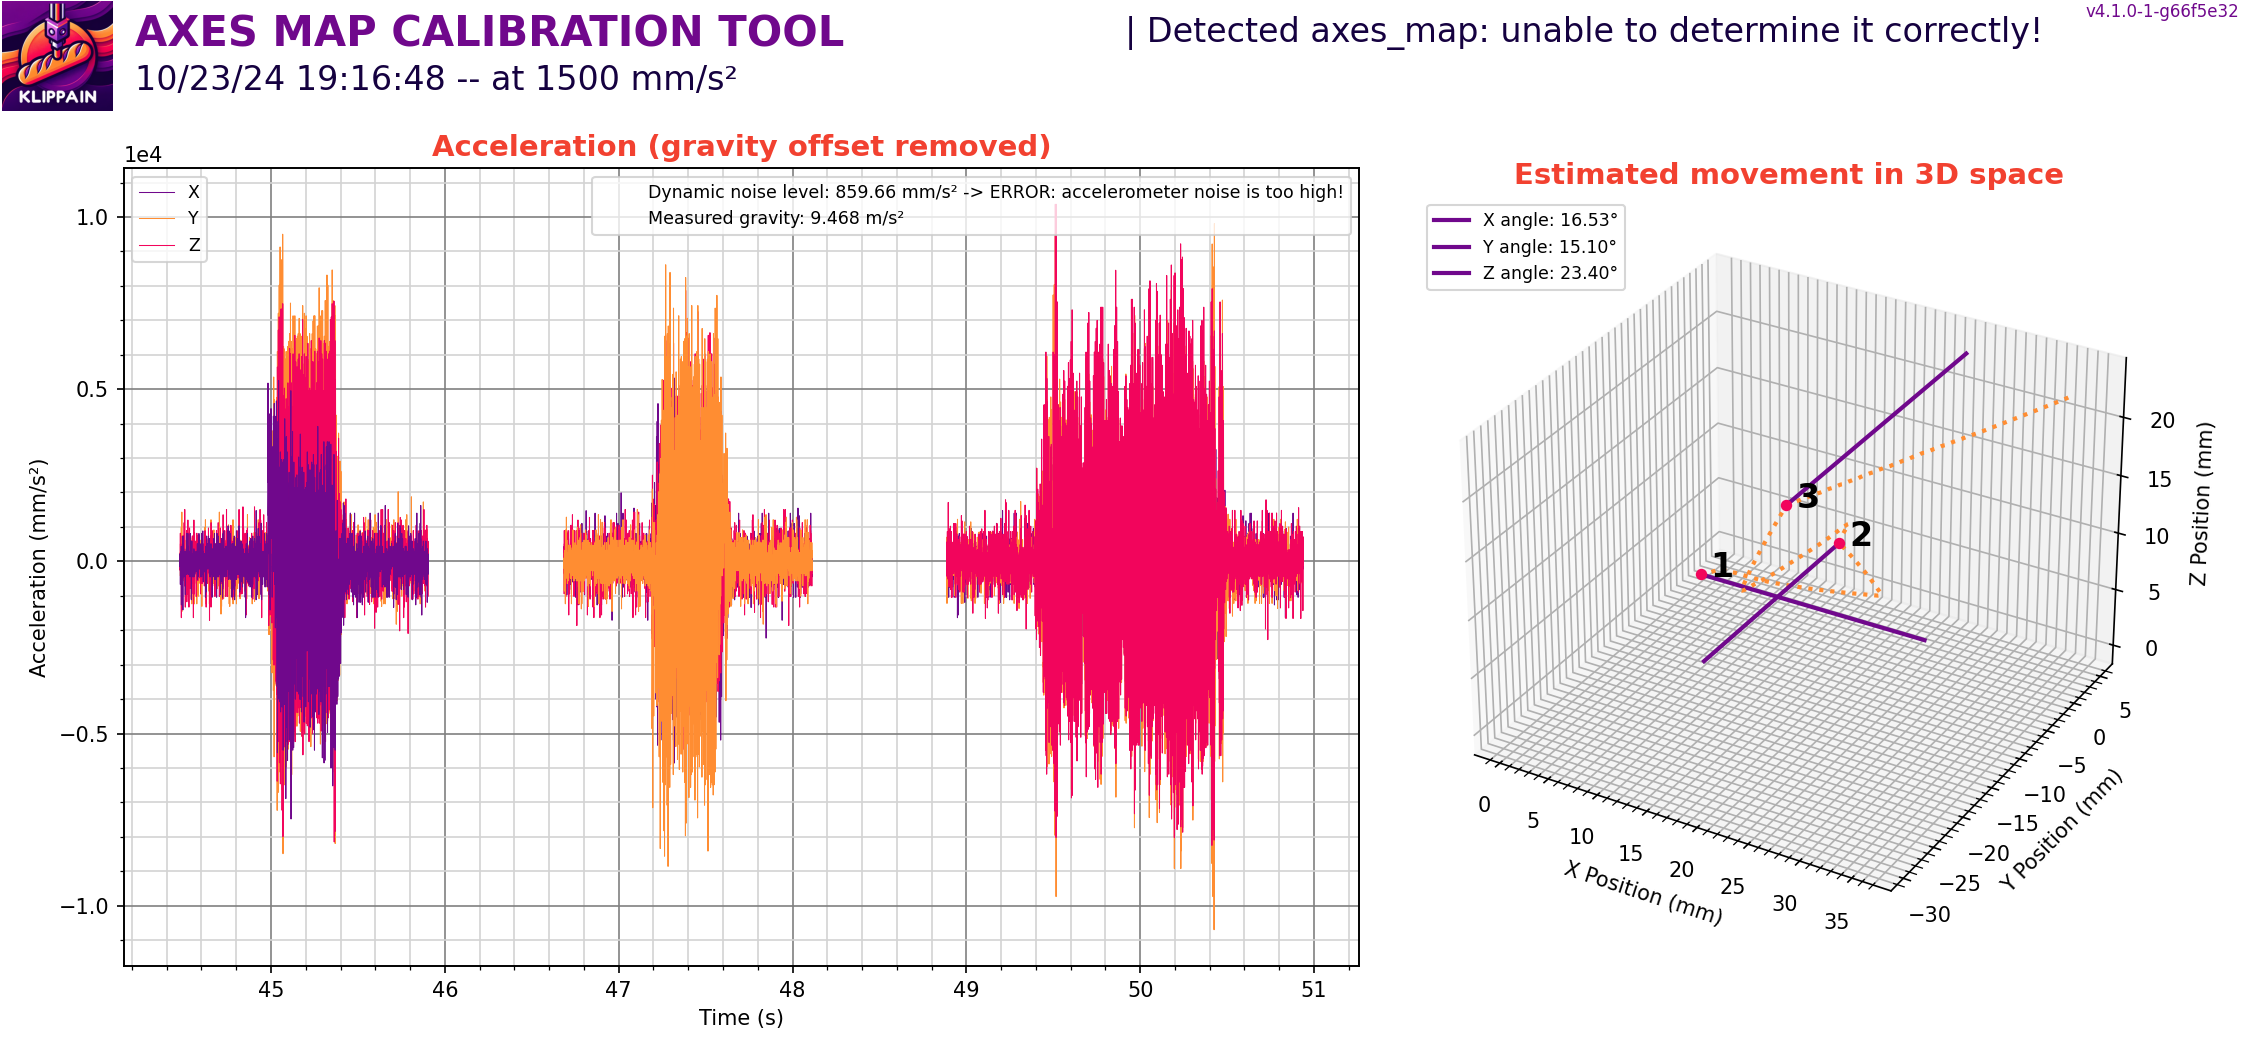 KLIPPAIN
AXES MAP CALIBRATION TOOL
10/23/24 19:16:48 -- at 1500 mm/s²
| Detected axes_map: unable to determine it correctly!
v4.1.0-1-g66f5e32
Acceleration (gravity offset removed)
1e4
X
Y
Z
Dynamic noise level: 859.66 mm/s² -> ERROR: accelerometer noise is too high!
Measured gravity: 9.468 m/s²
1.0
0.5
0.0
−0.5
−1.0
Acceleration (mm/s²)
45
46
47
48
49
50
51
Time (s)
Estimated movement in 3D space
X angle: 16.53°
Y angle: 15.10°
Z angle: 23.40°
1
2
3
0
5
10
15
20
25
30
35
X Position (mm)
5
0
−5
−10
−15
−20
−25
−30
Y Position (mm)
20
15
10
5
0
Z Position (mm)